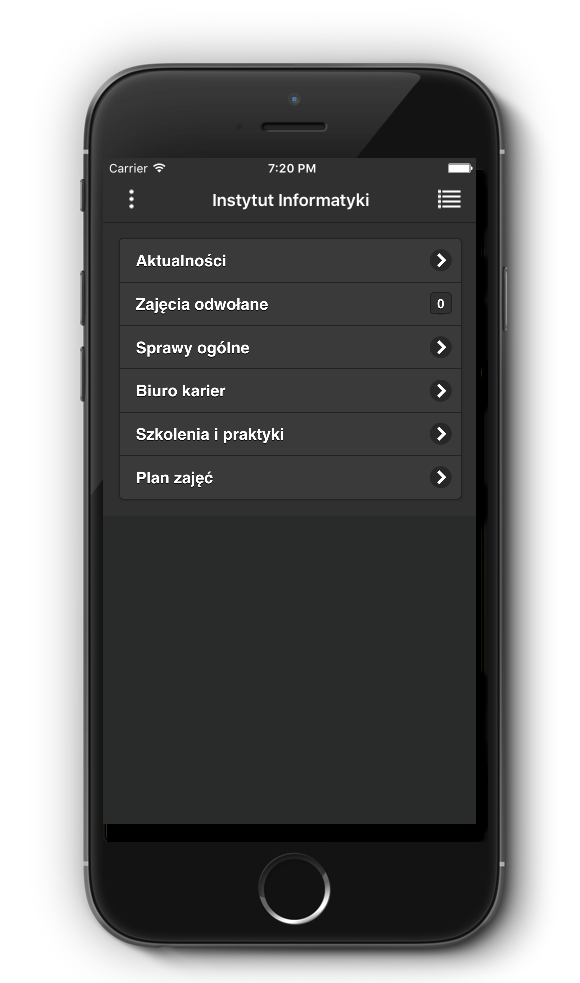 Carrier 7:20 PM
Instytut Informatyki
Aktualności
Zajęcia odwołane 0
Sprawy ogólne
Biuro karier
Szkolenia i praktyki
Plan zajęć